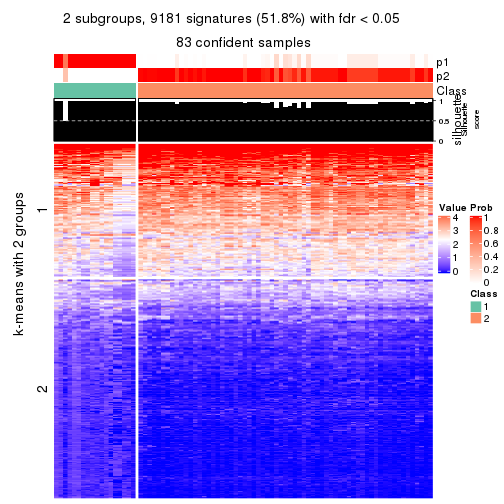 2 subgroups, 9181 signatures (51.8%) with fdr < 0.05
83 confident samples
p1
p2
Class
1
0.5
0
silhouette
Silhouette
score
k-means with 2 groups
1
2
Value
4
3
2
1
0
Prob
1
0.8
0.6
0.4
0.2
0
Class
1
2